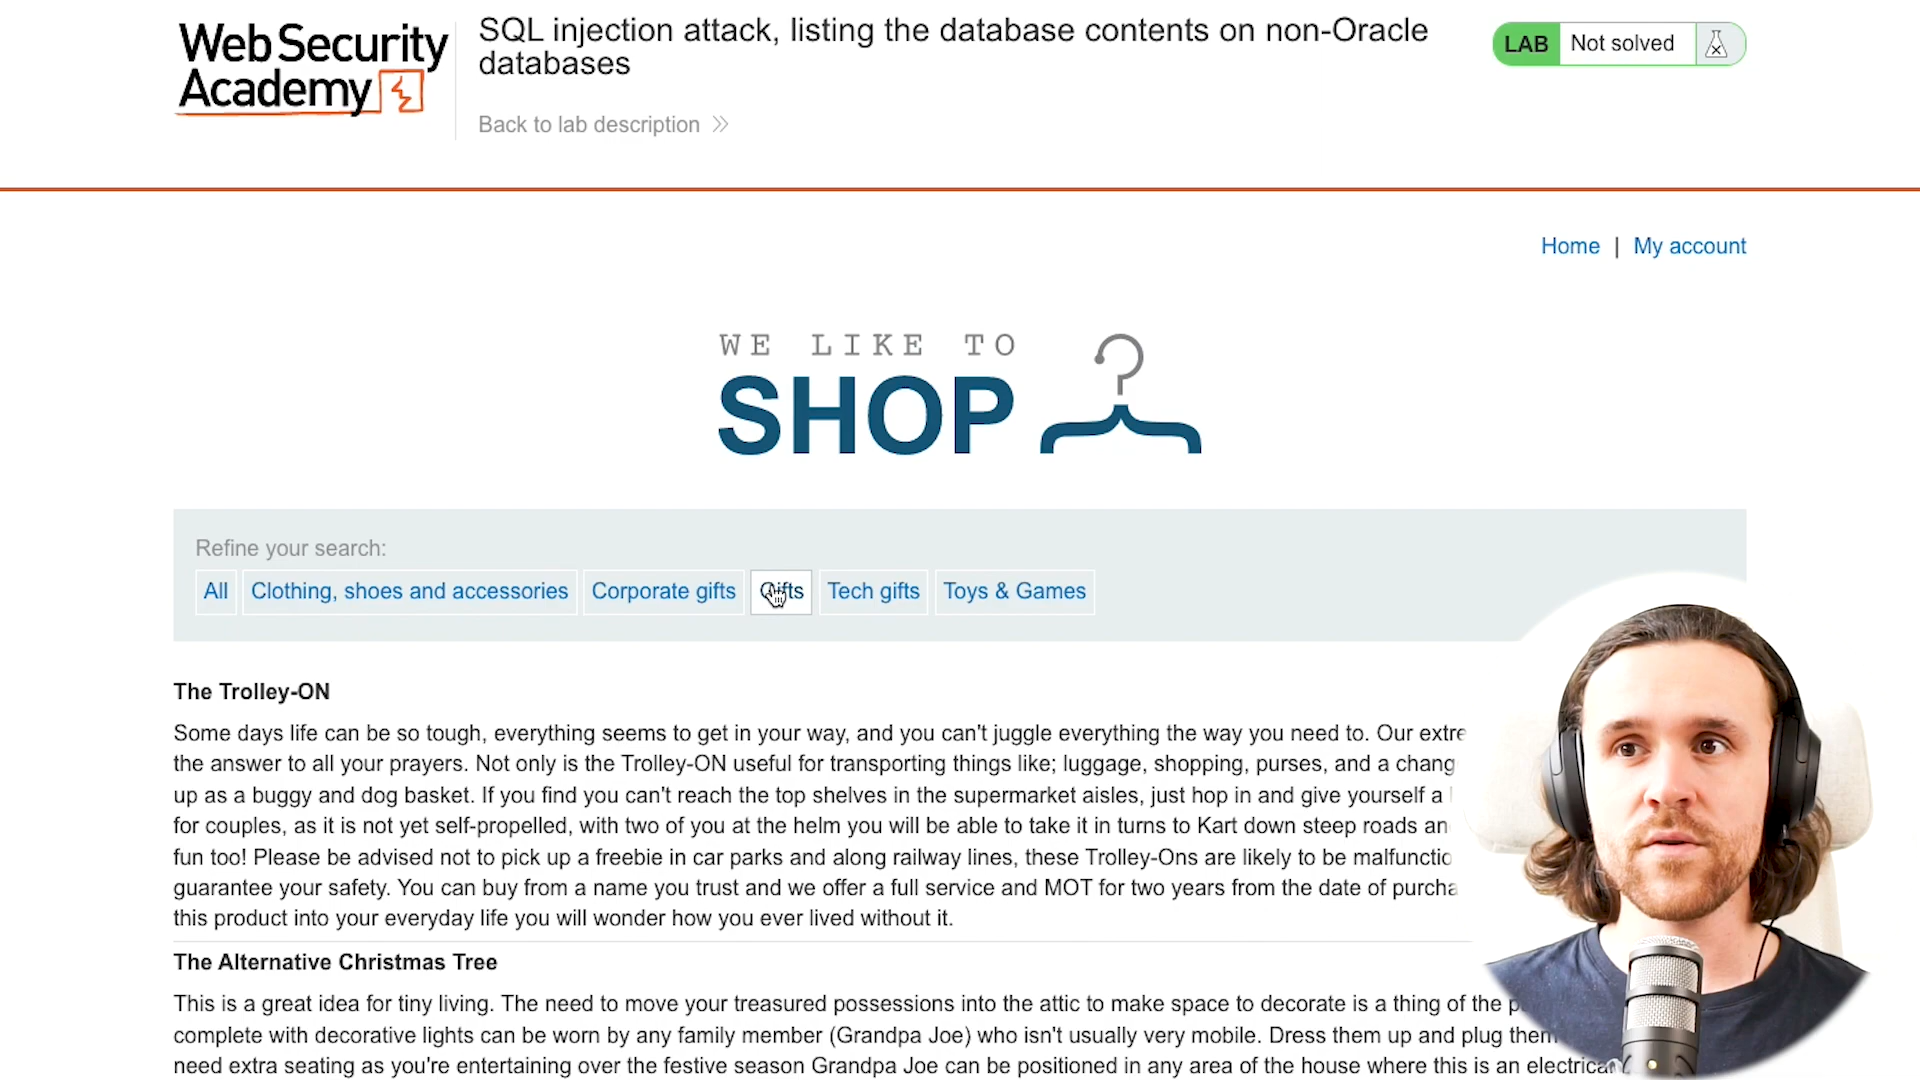 Web Security
Academy
SQL injection attack, listing the database contents on non-Oracle
databases
Back to lab description
LAB Not solved
Home | My account
WE LIKE TO
SHOP
Refine your search:
All Clothing, shoes and accessories Corporate gifts Gifts Tech gifts Toys & Games
The Trolley-ON
Some days life can be so tough, everything seems to get in your way, and you can't juggle everything the way you need to. Our
the answer to all your prayers. Not only is the Trolley-ON useful for transporting things like; luggage, shopping, purses, and a
up as a buggy and dog basket. If you find you can't reach the top shelves in the supermarket aisles, just hop in and give yourself a
for couples, as it is not yet self-propelled, with two of you at the helm you will be able to take it in turns to Kart down steep roads
fun too! Please be advised not to pick up a freebie in car parks and along railway lines, these Trolley-Ons are likely to be
guarantee your safety. You can buy from a name you trust and we offer a full service and MOT for two years from the date of
this product into your everyday life you will wonder how you ever lived without it.
The Alternative Christmas Tree
This is a great idea for tiny living. The need to move your treasured possessions into the attic to make space to decorate is a thing of the
complete with decorative lights can be worn by any family member (Grandpa Joe) who isn't usually very mobile. Dress them up and plug them
need extra seating as you're entertaining over the festive season Grandpa Joe can be positioned in any area of the house where this is an